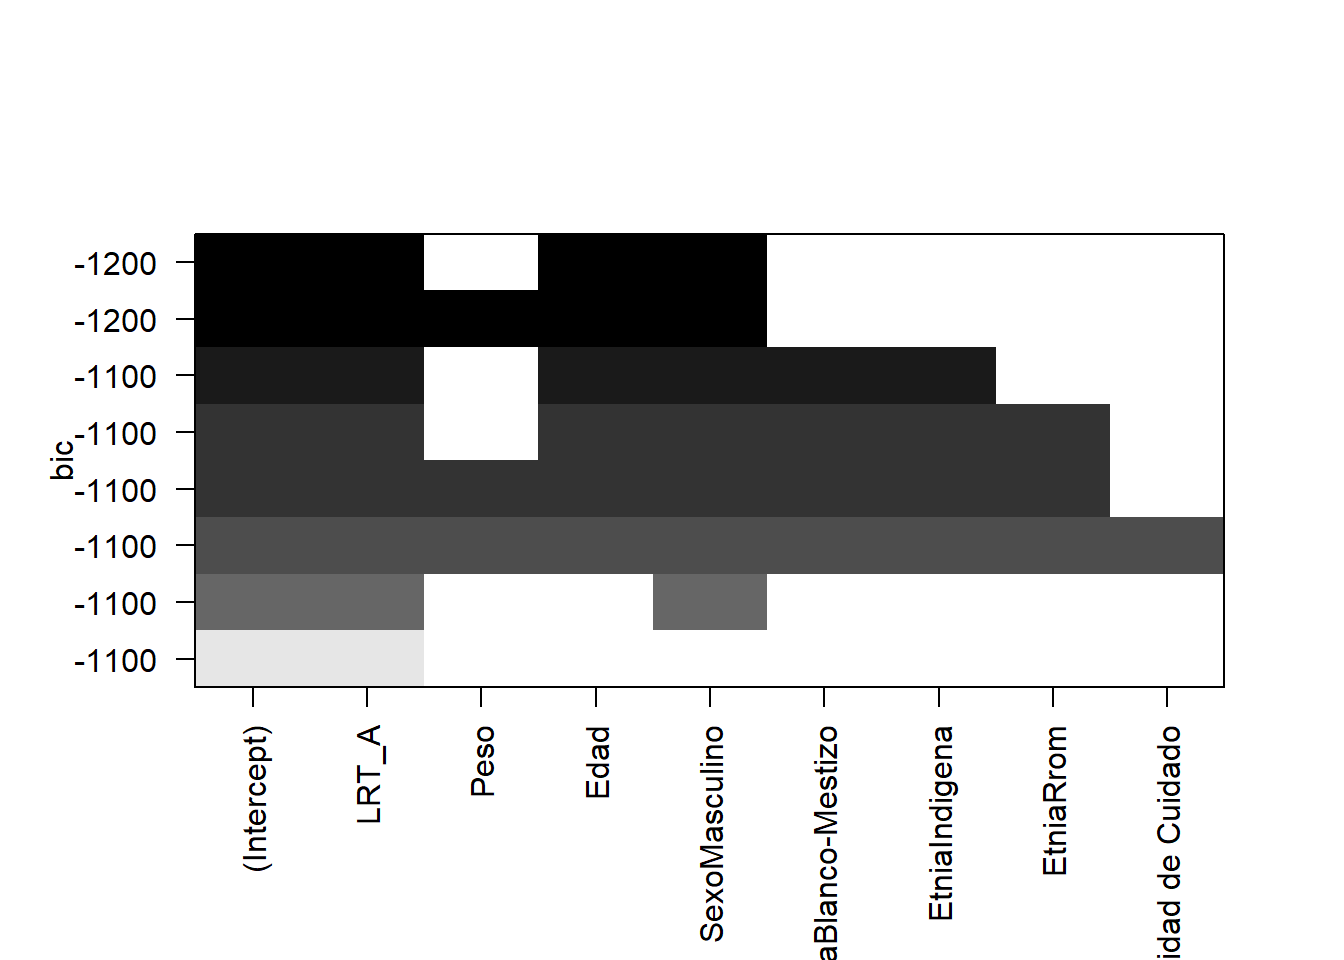 -1200
-1200
-1100
-1100
-1100
-1100
-1100
-1100
bic
(Intercept)
LRT_A
Peso
Edad
SexoMasculino
aBlanco-Mestizo
EtniaIndigena
EtniaRrom
idad de Cuidado